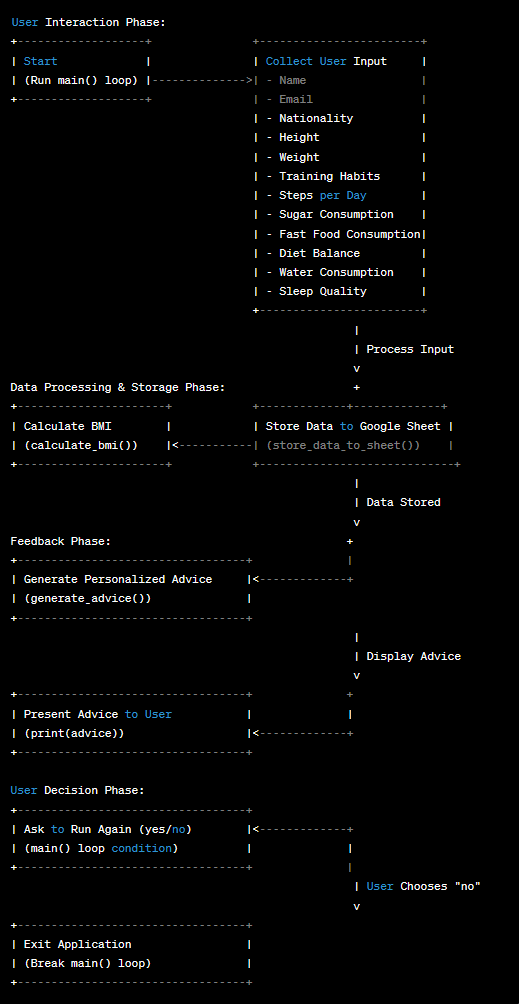 User Interaction Phase:
+-------------------+               +------------------------+
| Start             |               | Collect User Input     |
| (Run main() loop) |-------------->| - Name                 |
+-------------------+               | - Email                |
                                    | - Nationality          |
                                    | - Height               |
                                    | - Weight               |
                                    | - Training Habits      |
                                    | - Steps per Day        |
                                    | - Sugar Consumption    |
                                    | - Fast Food Consumption|
                                    | - Diet Balance         |
                                    | - Water Consumption    |
                                    | - Sleep Quality        |
                                    +------------------------+
                                                   |
                                                   | Process Input
                                                   v
Data Processing & Storage Phase:                   +
+----------------------+            +-------------+-------------+
| Calculate BMI        |            | Store Data to Google Sheet |
| (calculate_bmi())    |<-----------| (store_data_to_sheet())    |
+----------------------+            +-----------------------------+
                                                   |
                                                   | Data Stored
                                                   v
Feedback Phase:                                   +
+----------------------------------+              |
| Generate Personalized Advice     |<-------------+
| (generate_advice())              |
+----------------------------------+
                                                   |
                                                   | Display Advice
                                                   v
+----------------------------------+              +
| Present Advice to User           |              |
| (print(advice))                  |<-------------+
+----------------------------------+
User Decision Phase:
+----------------------------------+
| Ask to Run Again (yes/no)        |<-------------+
| (main() loop condition)          |              |
+----------------------------------+              |
                                                   | User Chooses "no"
                                                   v
+----------------------------------+
| Exit Application                 |
| (Break main() loop)              |
+----------------------------------+